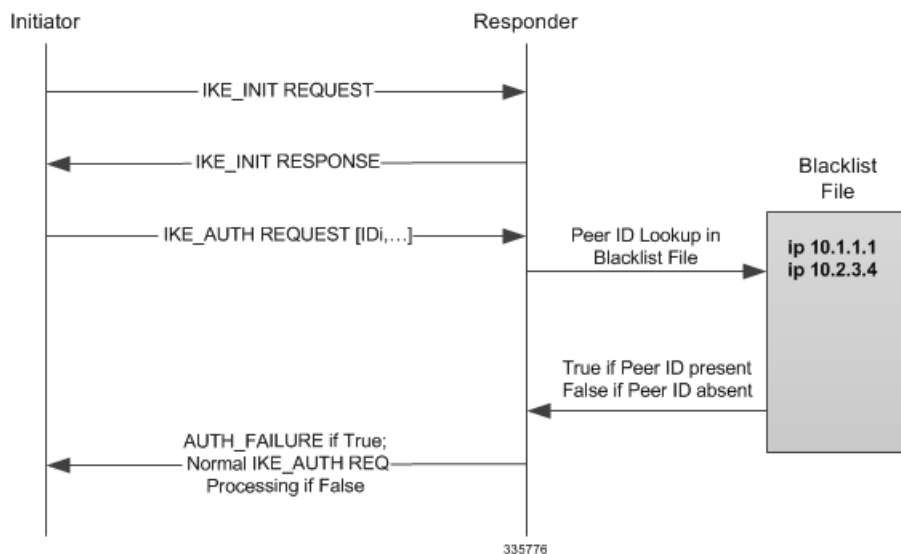 Initiator
Responder
IKE_INIT REQUEST
IKE_INIT RESPONSE
Blacklist
File
IKE_AUTH REQUEST [IDi,...]
Peer ID Lookup in
Blacklist File
ip 10.1.1.1
ip 10.2.3.4
True if Peer ID present
False if Peer ID absent
AUTH_FAILURE if True;
Normal IKE_AUTH REQ
Processing if False
335776